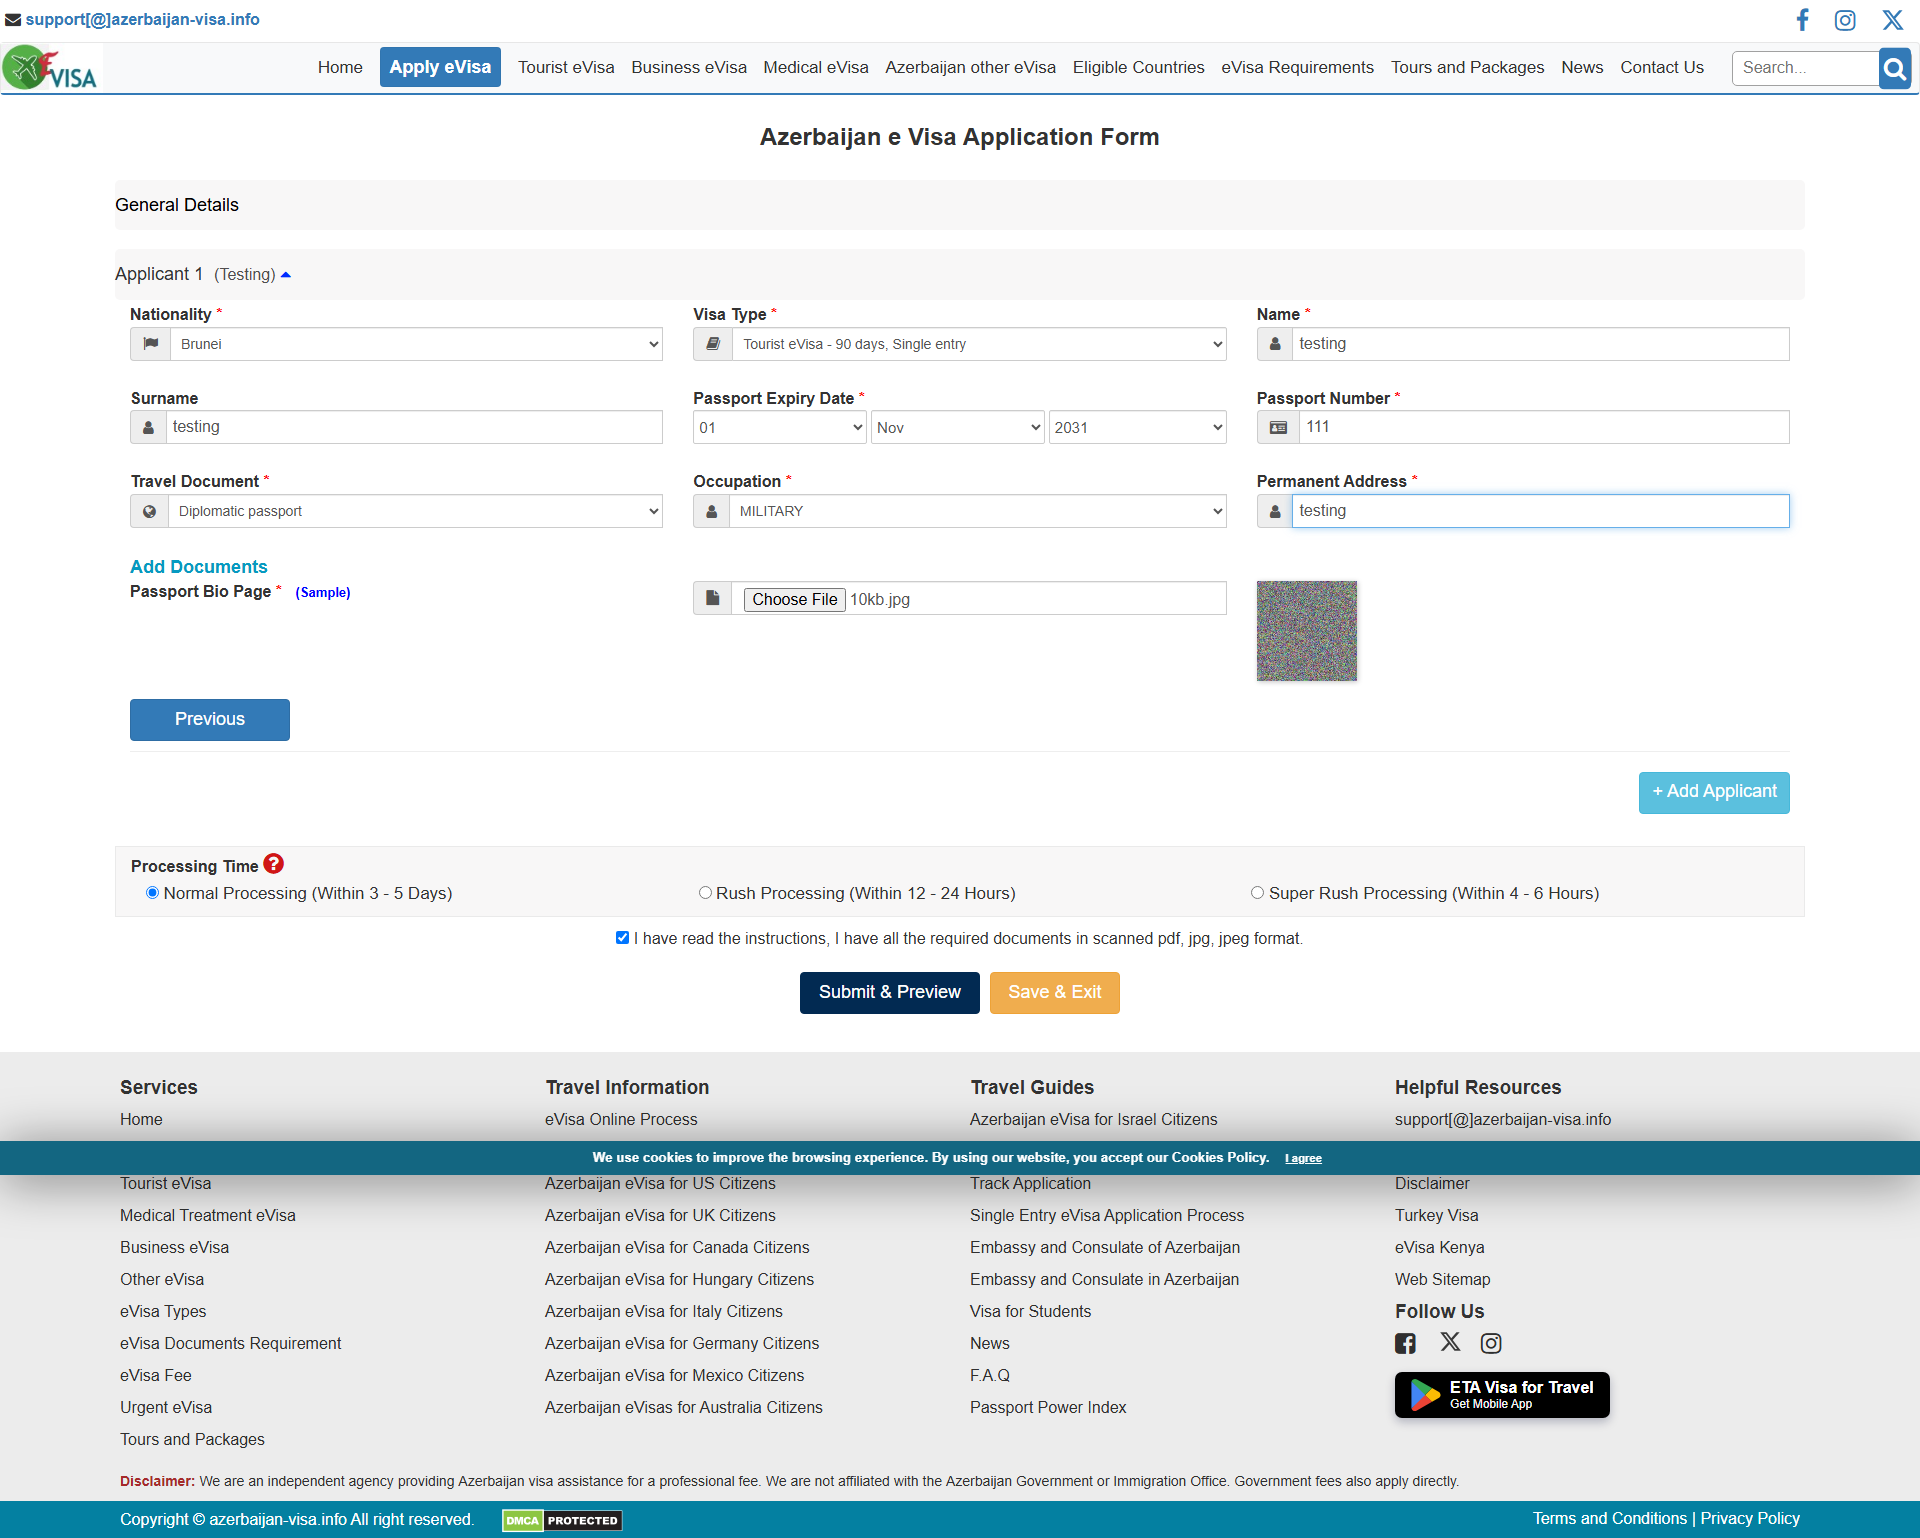 support[@]azerbaijan-visa.info
eVISA
Home
Apply eVisa
Tourist eVisa
Business eVisa
Medical eVisa
Azerbaijan other eVisa
Eligible Countries
eVisa Requirements
Tours and Packages
News
Contact Us
Search...
Azerbaijan e Visa Application Form
General Details
Applicant 1 (Testing)
Nationality *
Visa Type *
Name *
Brunei
Tourist eVisa - 90 days, Single entry
testing
Surname
Passport Expiry Date *
Passport Number *
testing
01
Nov
2031
111
Travel Document *
Occupation *
Permanent Address *
Diplomatic passport
MILITARY
testing
Add Documents
Passport Bio Page * (Sample)
Choose File 10kb.jpg
Previous
+ Add Applicant
Processing Time ?
Normal Processing (Within 3 - 5 Days)
Rush Processing (Within 12 - 24 Hours)
Super Rush Processing (Within 4 - 6 Hours)
I have read the instructions, I have all the required documents in scanned pdf, jpg, jpeg format.
Submit & Preview
Save & Exit
Services
Travel Information
Travel Guides
Helpful Resources
Home
eVisa Online Process
Azerbaijan eVisa for Israel Citizens
support[@]azerbaijan-visa.info
We use cookies to improve the browsing experience. By using our website, you accept our Cookies Policy. I agree
Tourist eVisa
Azerbaijan eVisa for US Citizens
Track Application
Disclaimer
Medical Treatment eVisa
Azerbaijan eVisa for UK Citizens
Single Entry eVisa Application Process
Turkey Visa
Business eVisa
Azerbaijan eVisa for Canada Citizens
Embassy and Consulate of Azerbaijan
eVisa Kenya
Other eVisa
Azerbaijan eVisa for Hungary Citizens
Embassy and Consulate in Azerbaijan
Web Sitemap
eVisa Types
Azerbaijan eVisa for Italy Citizens
Visa for Students
Follow Us
eVisa Documents Requirement
Azerbaijan eVisa for Germany Citizens
News
eVisa Fee
Azerbaijan eVisa for Mexico Citizens
F.A.Q
ETA Visa for Travel
Get Mobile App
Urgent eVisa
Azerbaijan eVisas for Australia Citizens
Passport Power Index
Tours and Packages
Disclaimer: We are an independent agency providing Azerbaijan visa assistance for a professional fee. We are not affiliated with the Azerbaijan Government or Immigration Office. Government fees also apply directly.
Copyright © azerbaijan-visa.info All right reserved.
DMCA PROTECTED
Terms and Conditions | Privacy Policy